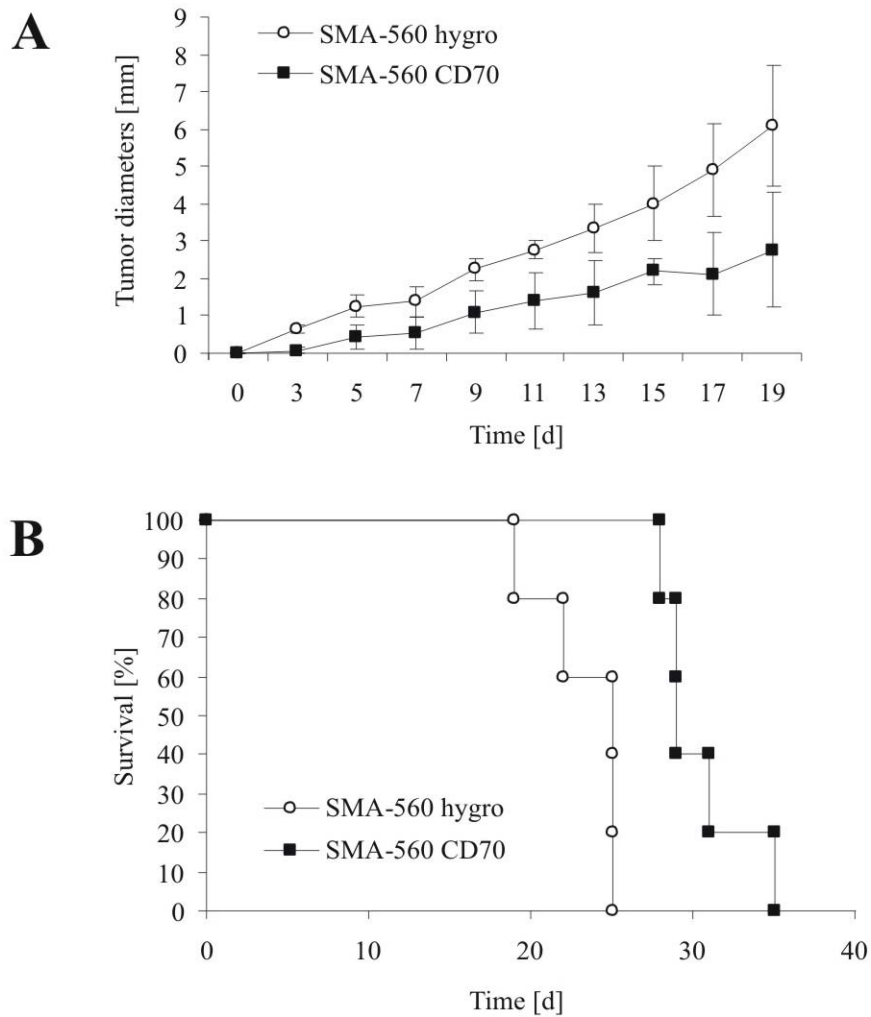 A
Tumor diameters [mm]
9
8
7
6
5
4
3
2
1
0
SMA-560 hygro
SMA-560 CD70
0 3 5 7 9 11 13 15 17 19
Time [d]
B
Survival [%]
100
90
80
70
60
50
40
30
20
10
0
SMA-560 hygro
SMA-560 CD70
0 10 20 30 40
Time [d]